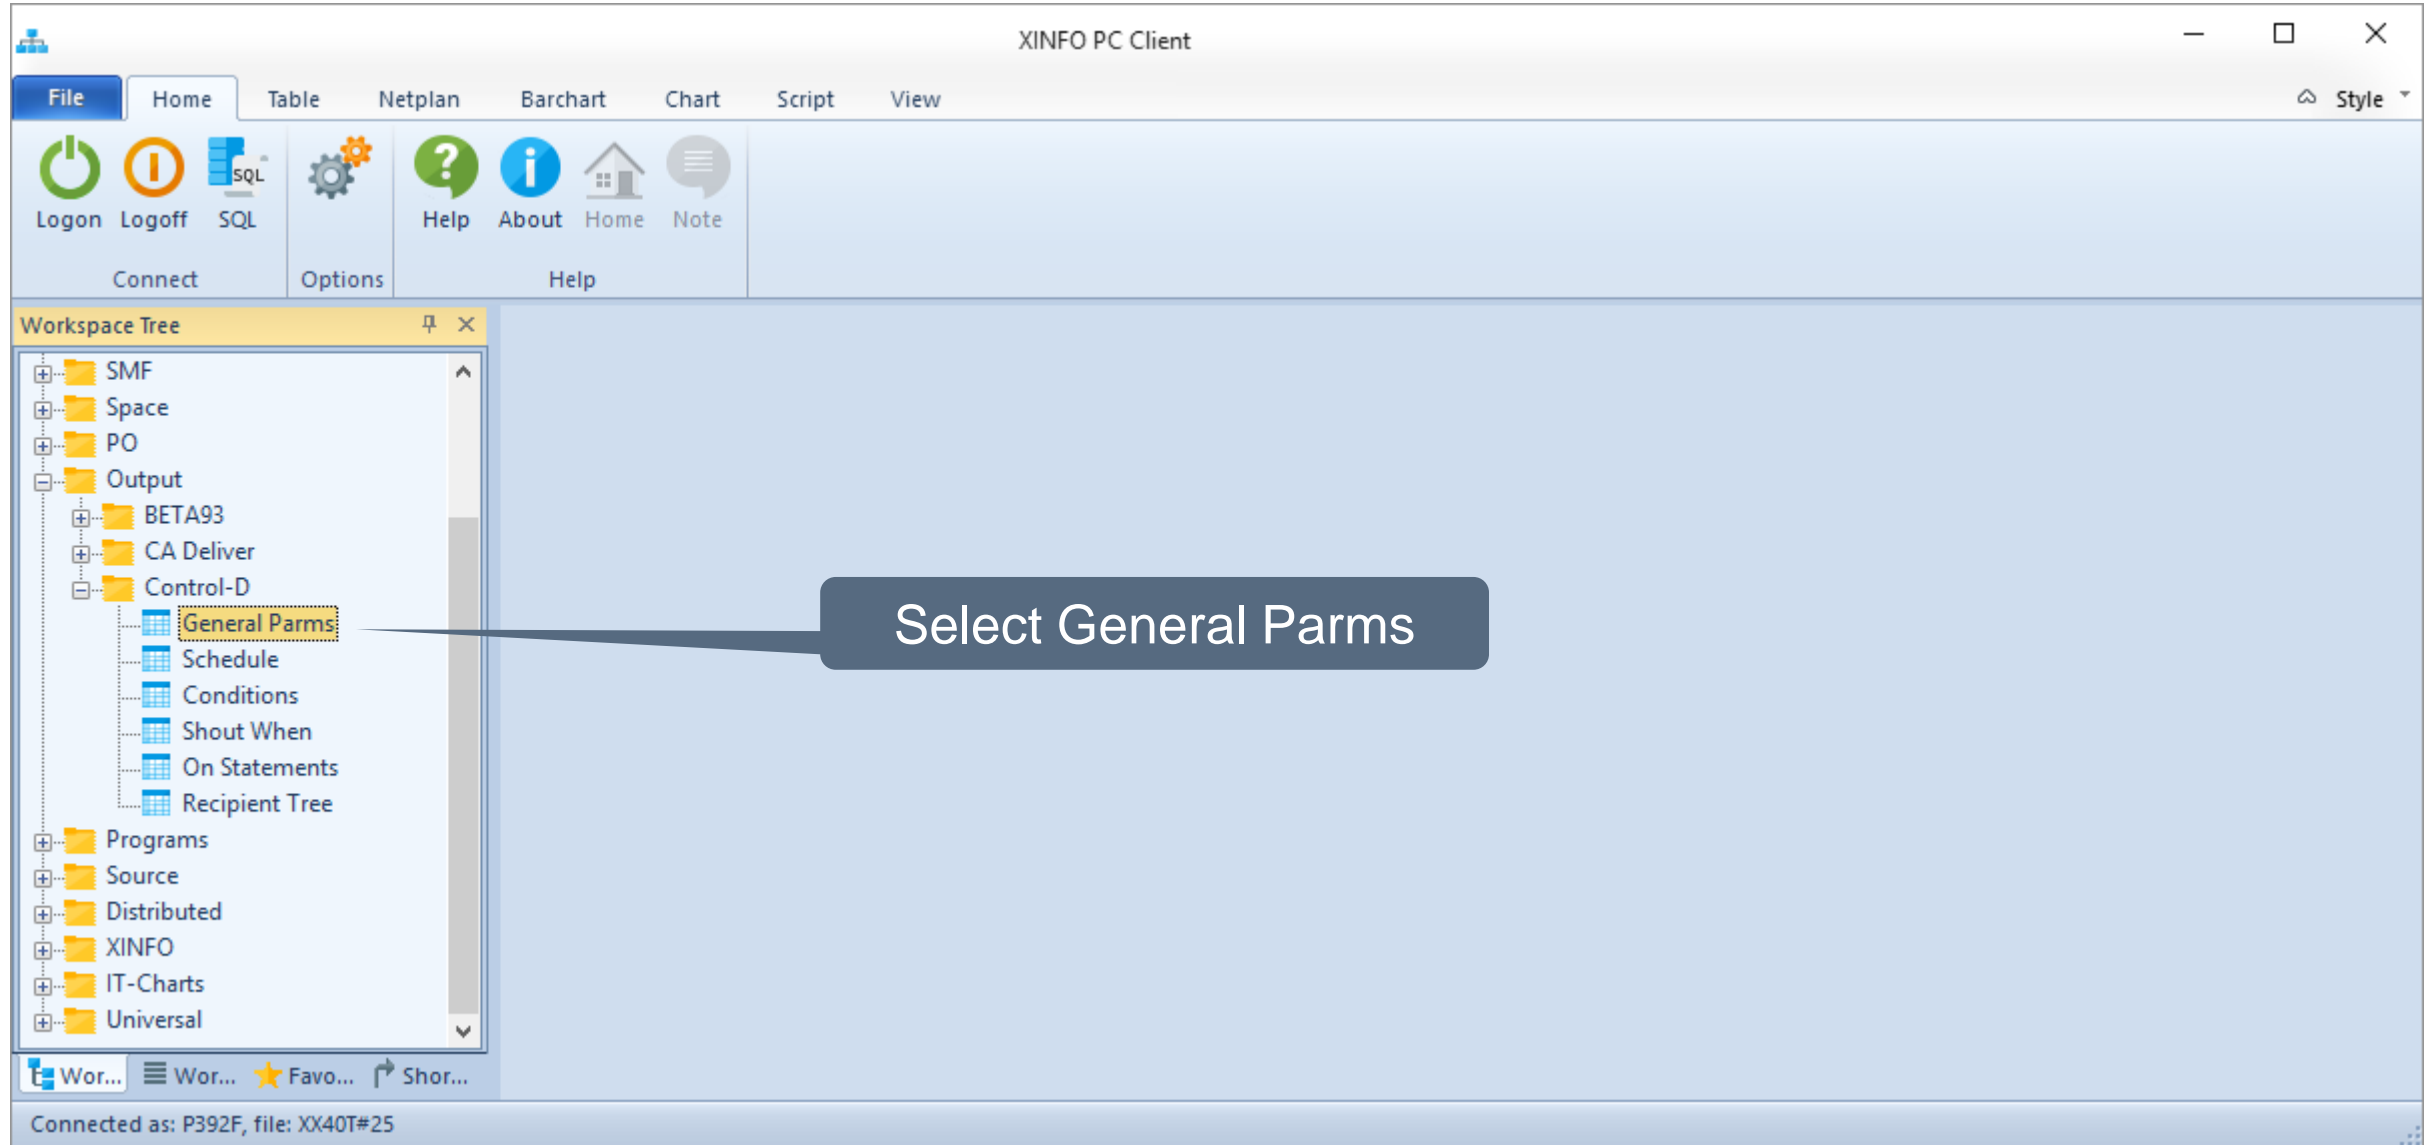 XINFO PC Client
File Home Table Netplan Barchart Chart Script View Style
SQL
Logon Logoff SQL Help About Home Note
Connect Options Help
Workspace Tree
SMF
Space
PO
Output
BETA93
CA Deliver
Control-D
General Parms
Select General Parms
Schedule
Conditions
Shout When
On Statements
Recipient Tree
Programs
Source
Distributed
XINFO
IT-Charts
Universal
Wor... Wor... Favo... Shor...
Connected as: P392F, file: XX40T#25